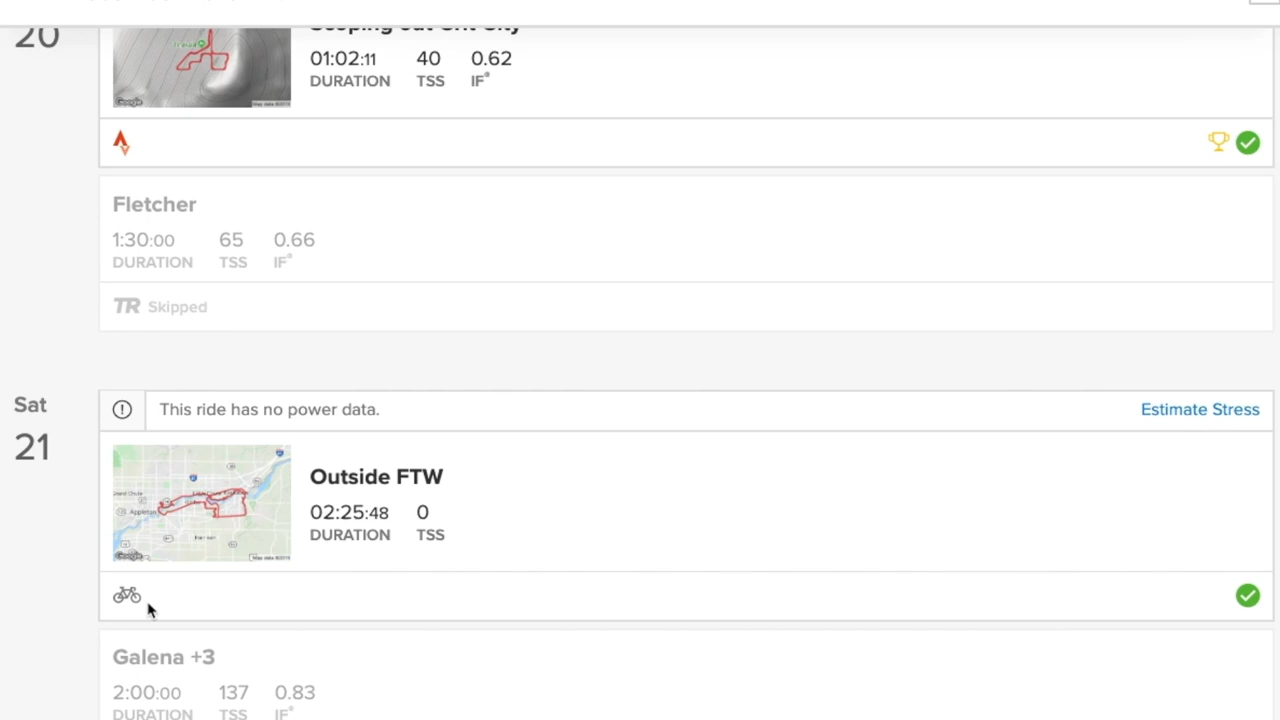 20
01:02:11 40 0.62
DURATION TSS IF®
Fletcher
1:30:00 65 0.66
DURATION TSS IF®
TR Skipped
Sat
21
This ride has no power data.
Estimate Stress
Outside FTW
02:25:48 0
DURATION TSS
Appleton
Google
Galena +3
2:00:00 137 0.83
DURATION TSS IF®